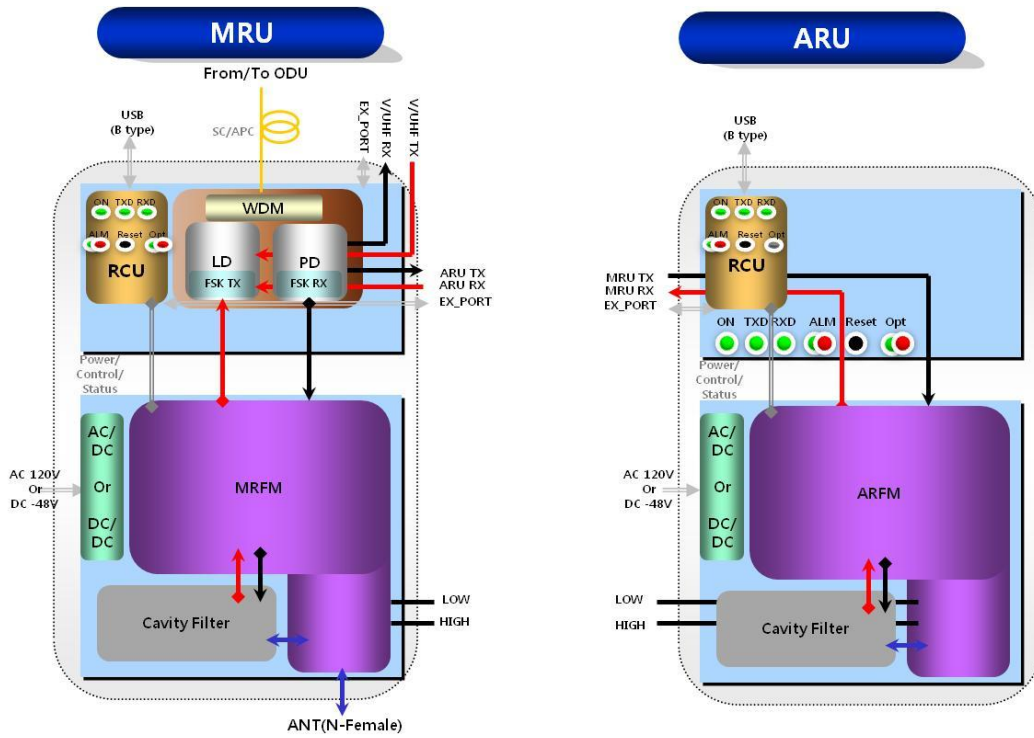 MRU
From/To ODU
USB
(B type)
SC/APC
EX_PORT
V/UHF RX
V/UHF TX
ON TXD RXD
ALM Reset Opt
RCU
WDM
LD
PD
FSK TX
FSK RX
ARU TX
ARU RX
EX_PORT
Power/
Control/
Status
AC/
DC
Or
DC/
DC
AC 120V
Or
DC -48V
MRFM
Cavity Filter
LOW
HIGH
ANT(N-Female)
ARU
USB
(B type)
ON TXD RXD
ALM Reset Opt
RCU
MRU TX
MRU RX
EX_PORT
ON TXD RXD ALM Reset Opt
Power/
Control/
Status
AC/
DC
Or
DC/
DC
AC 120V
Or
DC -48V
ARFM
LOW
HIGH
Cavity Filter